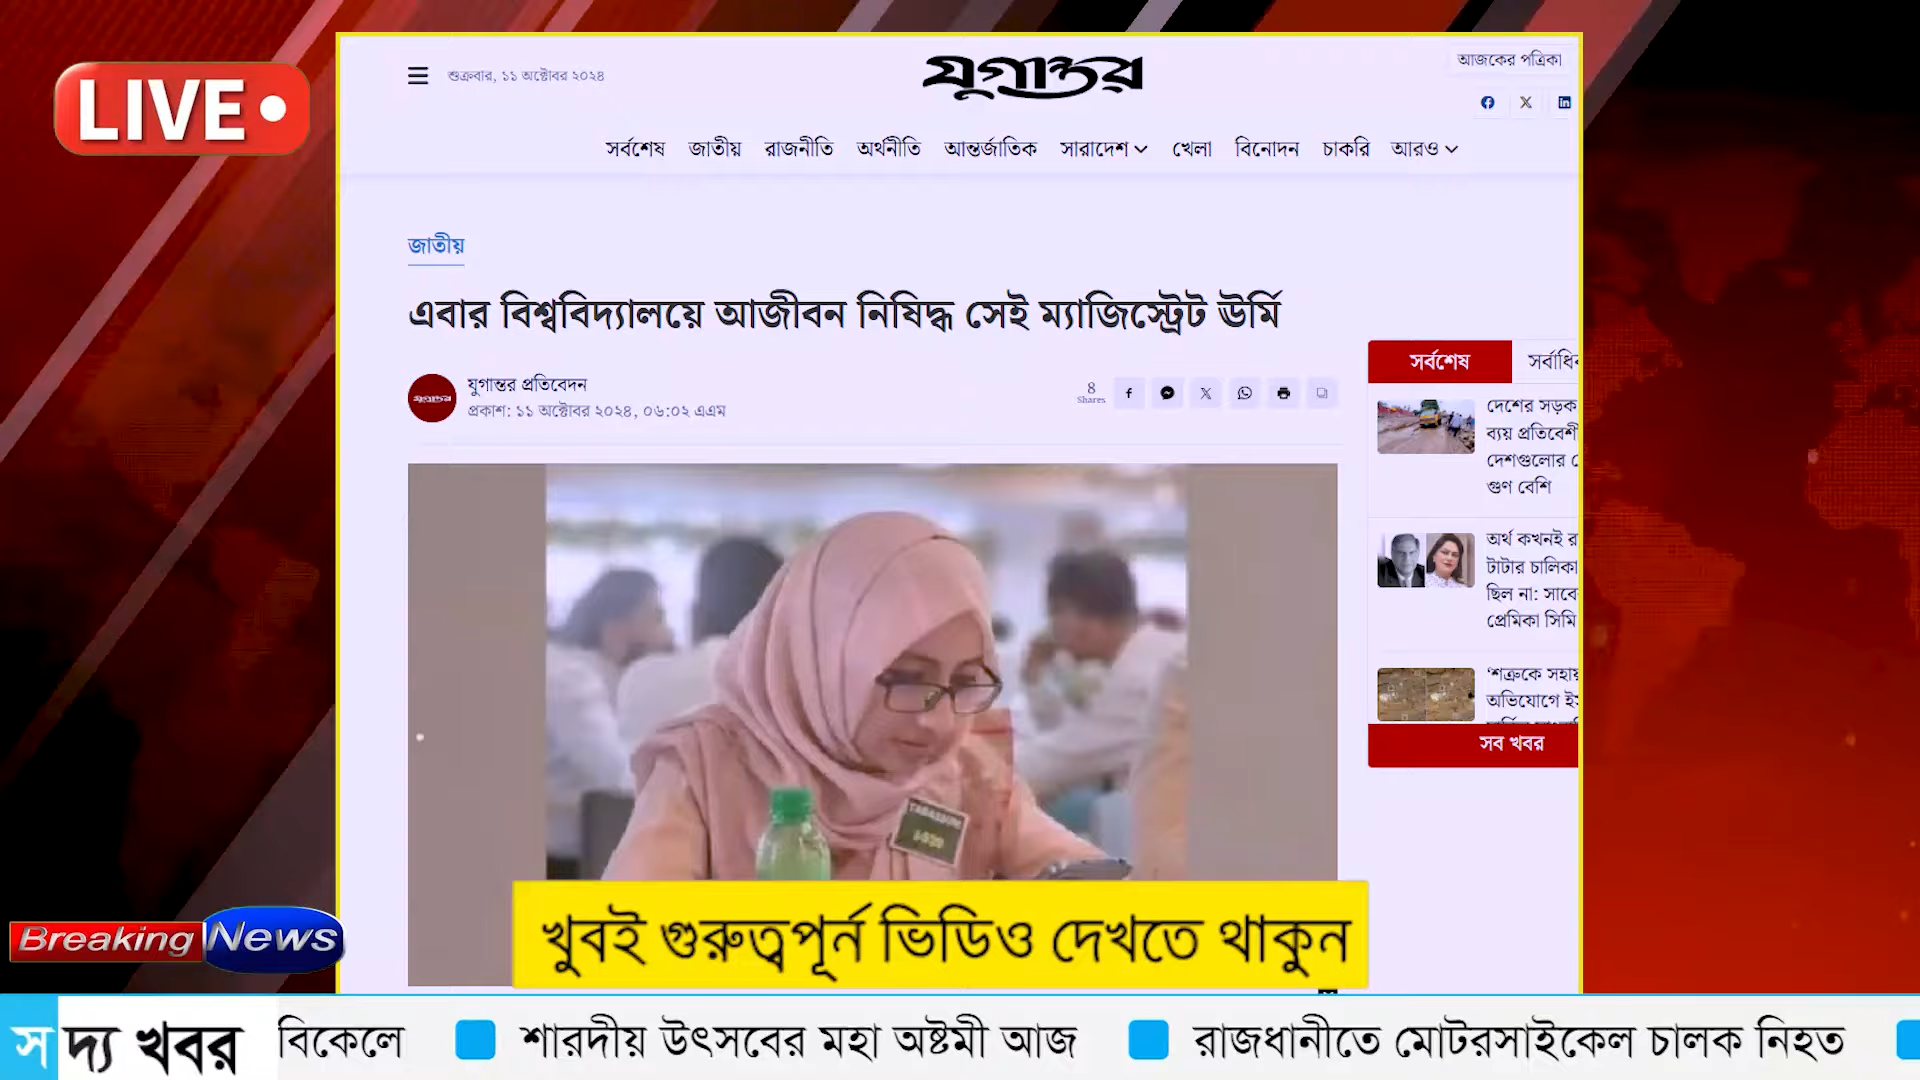 LIVE
শুক্রবার, ১১ অক্টোবর ২০২৪
যুগান্তর
আজকের পত্রিকা
সর্বশেষ জাতীয় রাজনীতি অর্থনীতি আন্তর্জাতিক সারাদেশ খেলা বিনোদন চাকরি আরও
জাতীয়
এবার বিশ্ববিদ্যালয়ে আজীবন নিষিদ্ধ সেই ম্যাজিস্ট্রেট ঊর্মি
যুগান্তর প্রতিবেদন
প্রকাশ: ১১ অক্টোবর ২০২৪, ০৬:০২ এএম
8
Shares
সর্বশেষ
দেশের সড়ক
ব্যয় প্রতিবেশী
দেশগুলোর
গুণ বেশি
অর্থ কখনই
টাটার চালিকা
ছিল না:
প্রেমিকা সিমি
‘শত্রুকে
অভিযোগে
সব খবর
TABASSUM
খুবই গুরুত্বপূর্ন ভিডিও দেখতে থাকুন
Breaking News
সদ্য খবর
বিকেলে শারদীয় উৎসবের মহা অষ্টমী আজ রাজধানীতে মোটরসাইকেল চালক নিহত